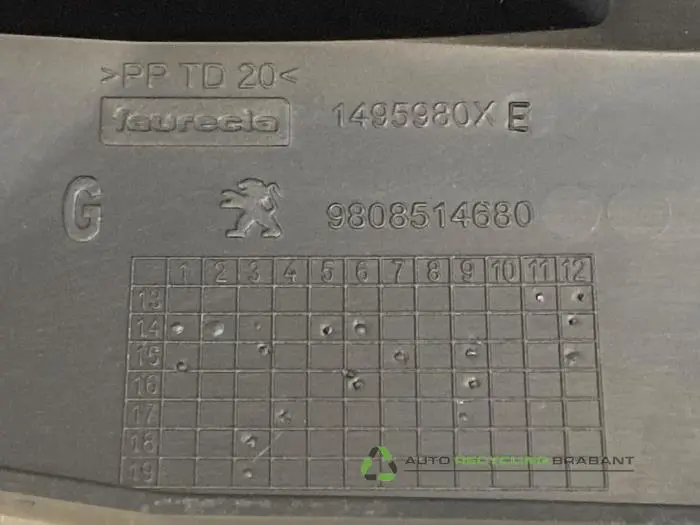 >PP TD 20<
faurecia 1495980X E
G 9808514680
1 2 3 4 5 6 7 8 9 10 11 12
13
14
15
16
17
18
19
AUTO RECYCLING BRABANT